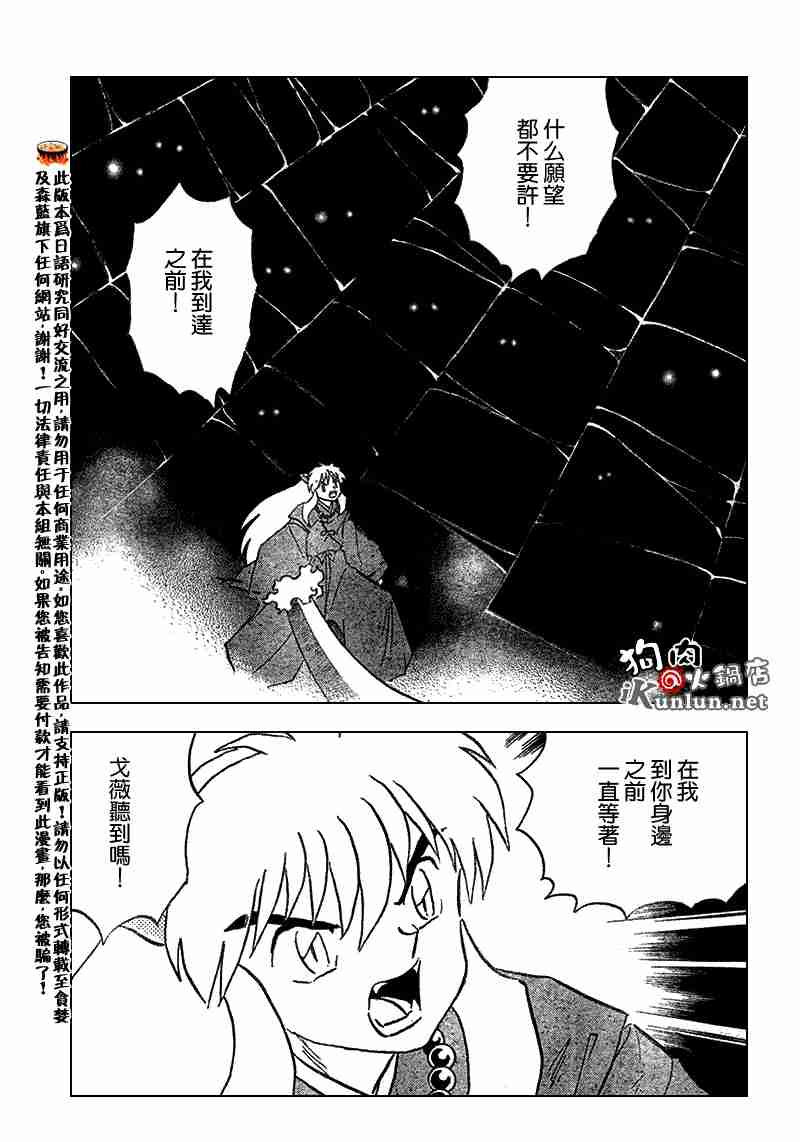 什么願望
都不要許！
在我到達
之前！
在我
到你身邊
之前
一直等著！
戈薇聽到嗎！
此版本爲日語研究同好交流之用，請勿用于任何商業用途。如您喜歡此作品，請支持正版！請勿以任何形式轉載至貪婪
及森藍旗下任何網站，謝謝！一切法律責任與本組無關。如果您被告知需要付款才能看到此漫畫，那麼，您被騙了！
狗肉火鍋店
iKunlun.net